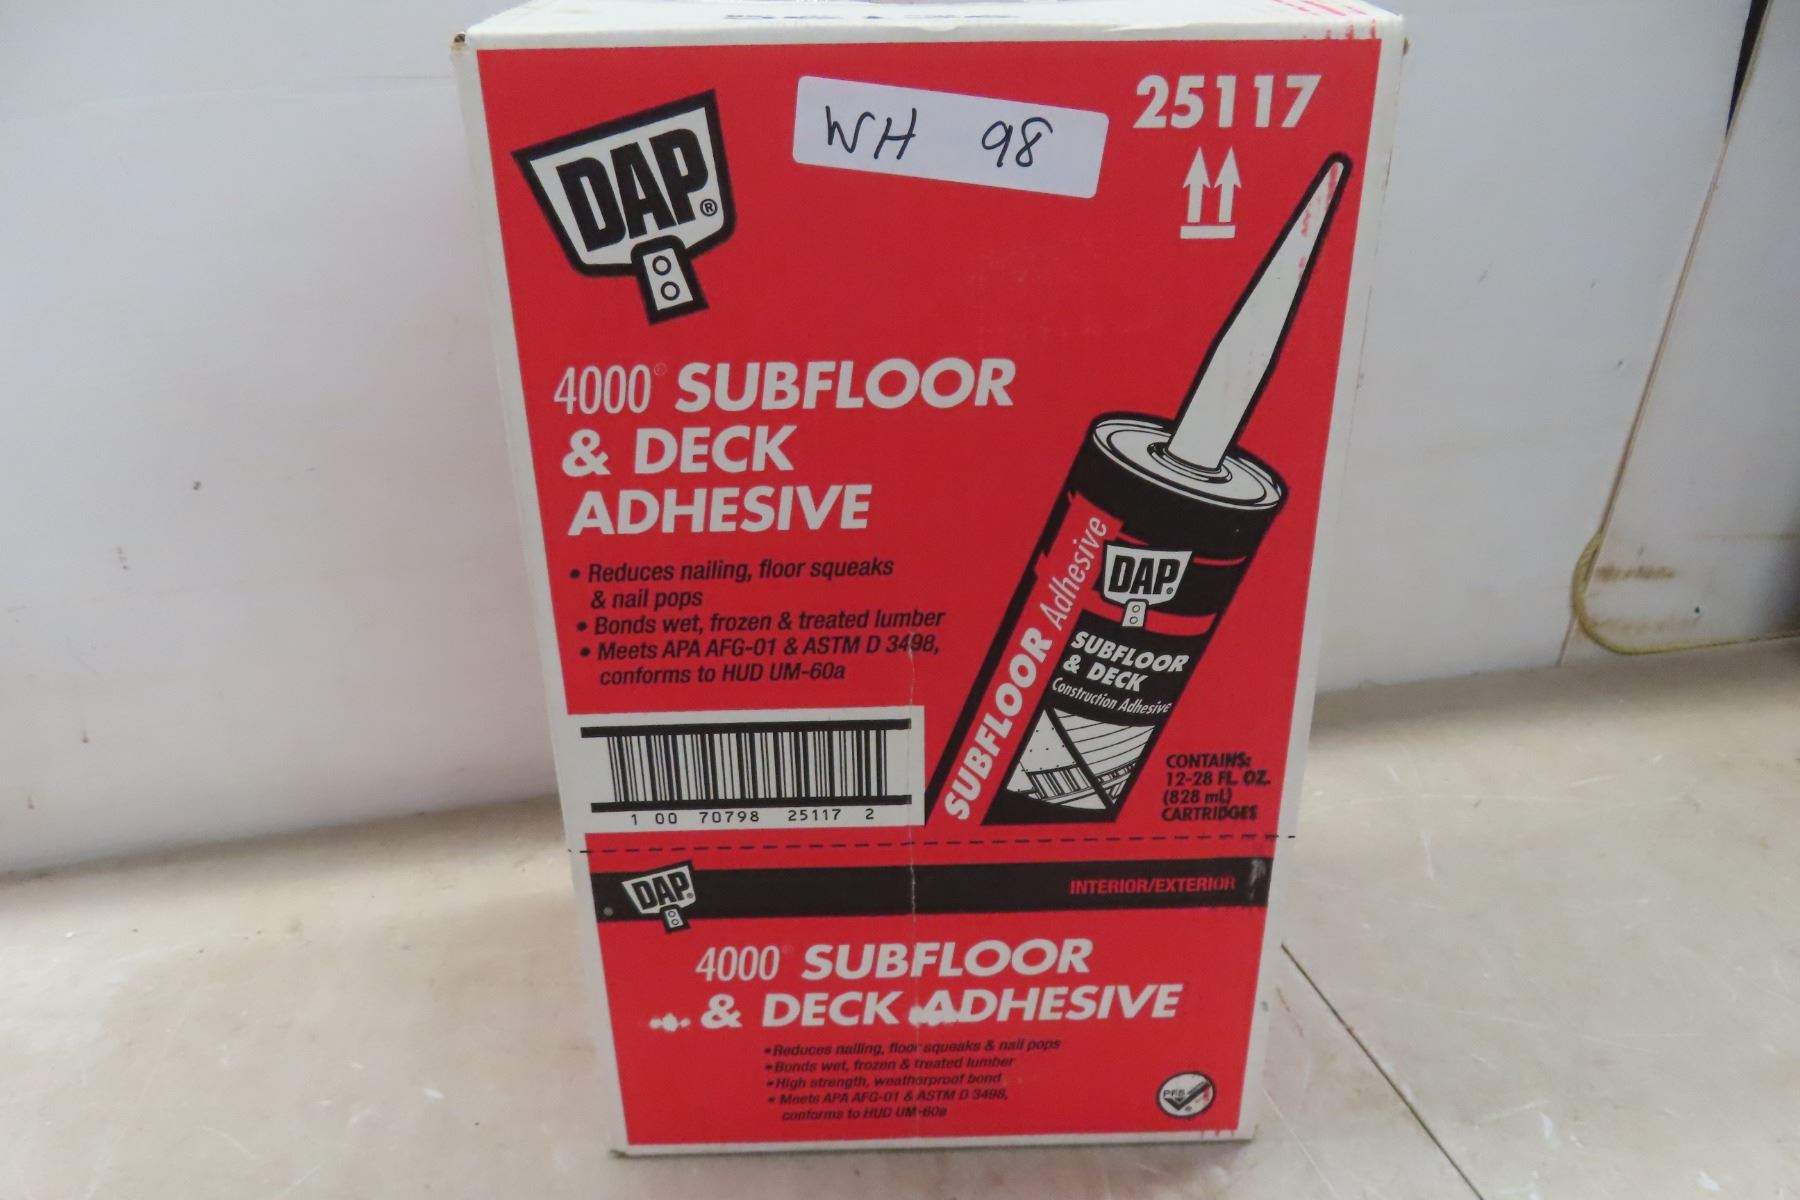 WH 98
25117
DAP®
4000® SUBFLOOR
& DECK
ADHESIVE
• Reduces nailing, floor squeaks
& nail pops
• Bonds wet, frozen & treated lumber
• Meets APA AFG-01 & ASTM D 3498,
conforms to HUD UM-60a
SUBFLOOR Adhesive
DAP
SUBFLOOR
& DECK
Construction Adhesive
CONTAINS:
12-28 FL. OZ.
(828 mL)
CARTRIDGES
1 00 70798 25117 2
DAP
INTERIOR/EXTERIOR
4000® SUBFLOOR
& DECK ADHESIVE
• Reduces nailing, floor squeaks & nail pops
• Bonds wet, frozen & treated lumber
• High strength, weatherproof bond
• Meets APA AFG-01 & ASTM D 3498,
conforms to HUD UM-60a
PFS